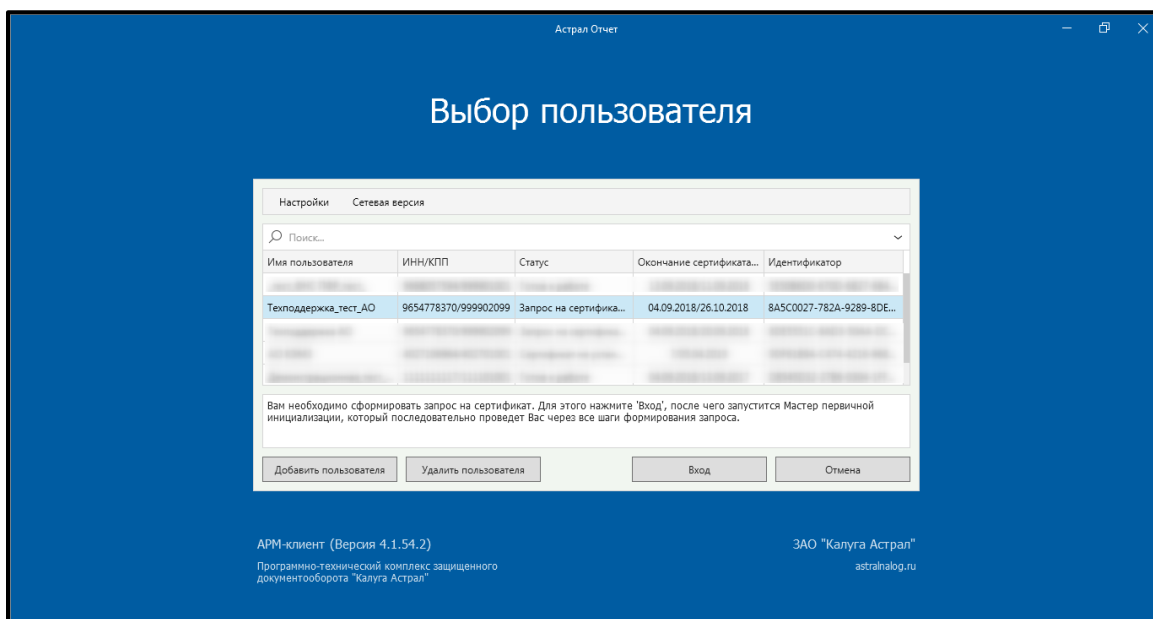 Астрал Отчет
Выбор пользователя
Настройки Сетевая версия
Поиск...
Имя пользователя ИНН/КПП Статус Окончание сертификата... Идентификатор
Техподдержка_тест_АО 9654778370/999902099 Запрос на сертифика... 04.09.2018/26.10.2018 8A5C0027-782A-9289-8DE...
Вам необходимо сформировать запрос на сертификат. Для этого нажмите 'Вход', после чего запустится Мастер первичной
инициализации, который последовательно проведет Вас через все шаги формирования запроса.
Добавить пользователя Удалить пользователя Вход Отмена
АРМ-клиент (Версия 4.1.54.2) ЗАО "Калуга Астрал"
Программно-технический комплекс защищенного astralnalog.ru
документооборота "Калуга Астрал"